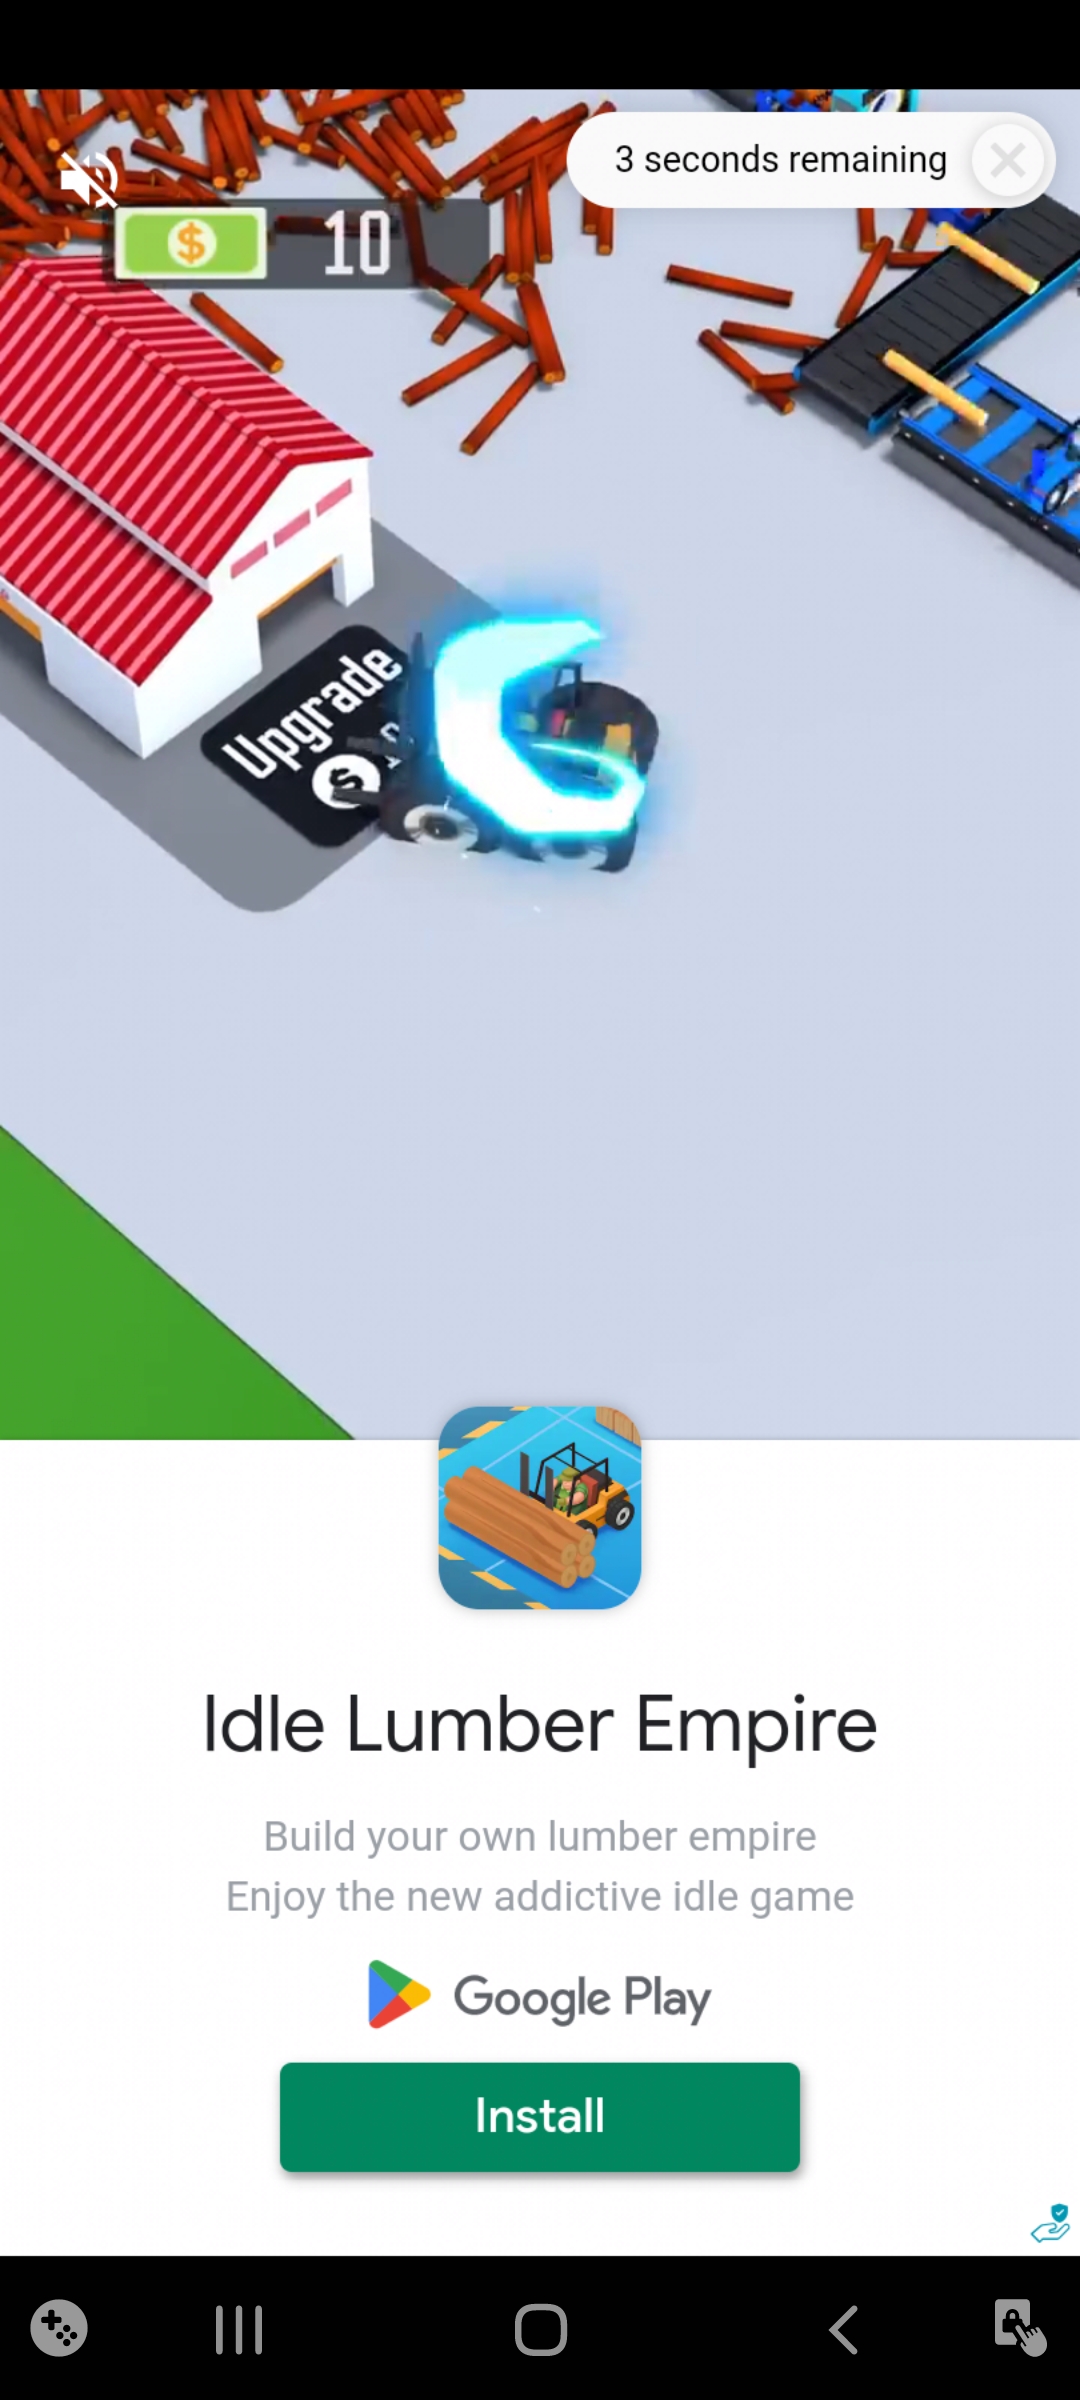 3 seconds remaining
10
Upgrade
Idle Lumber Empire
Build your own lumber empire
Enjoy the new addictive idle game
Google Play
Install